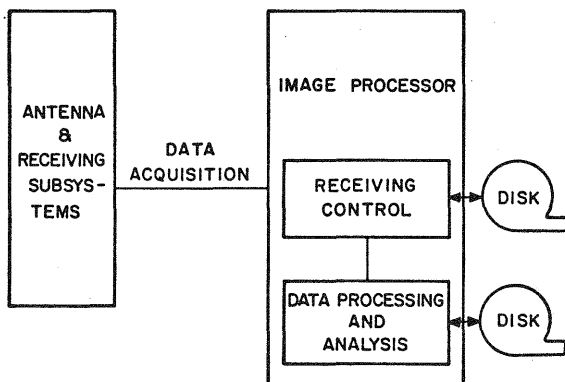 ANTENNA
&
RECEIVING
SUBSYS-
TEMS
DATA
ACQUISITION
IMAGE PROCESSOR
RECEIVING
CONTROL
DISK
DATA PROCESSING
AND
ANALYSIS
DISK